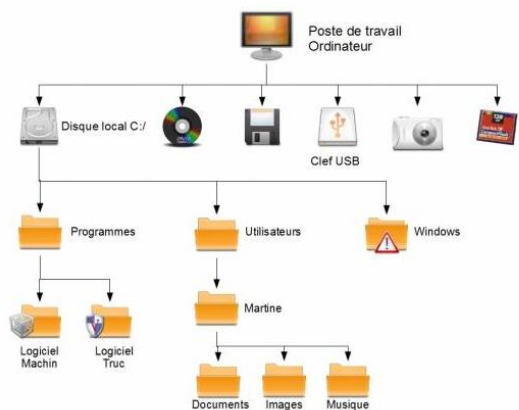 Poste de travail
Ordinateur
Disque local C:/
Clef USB
Programmes
Utilisateurs
Windows
Martine
Logiciel
Machin
Logiciel
Truc
Documents
Images
Musique